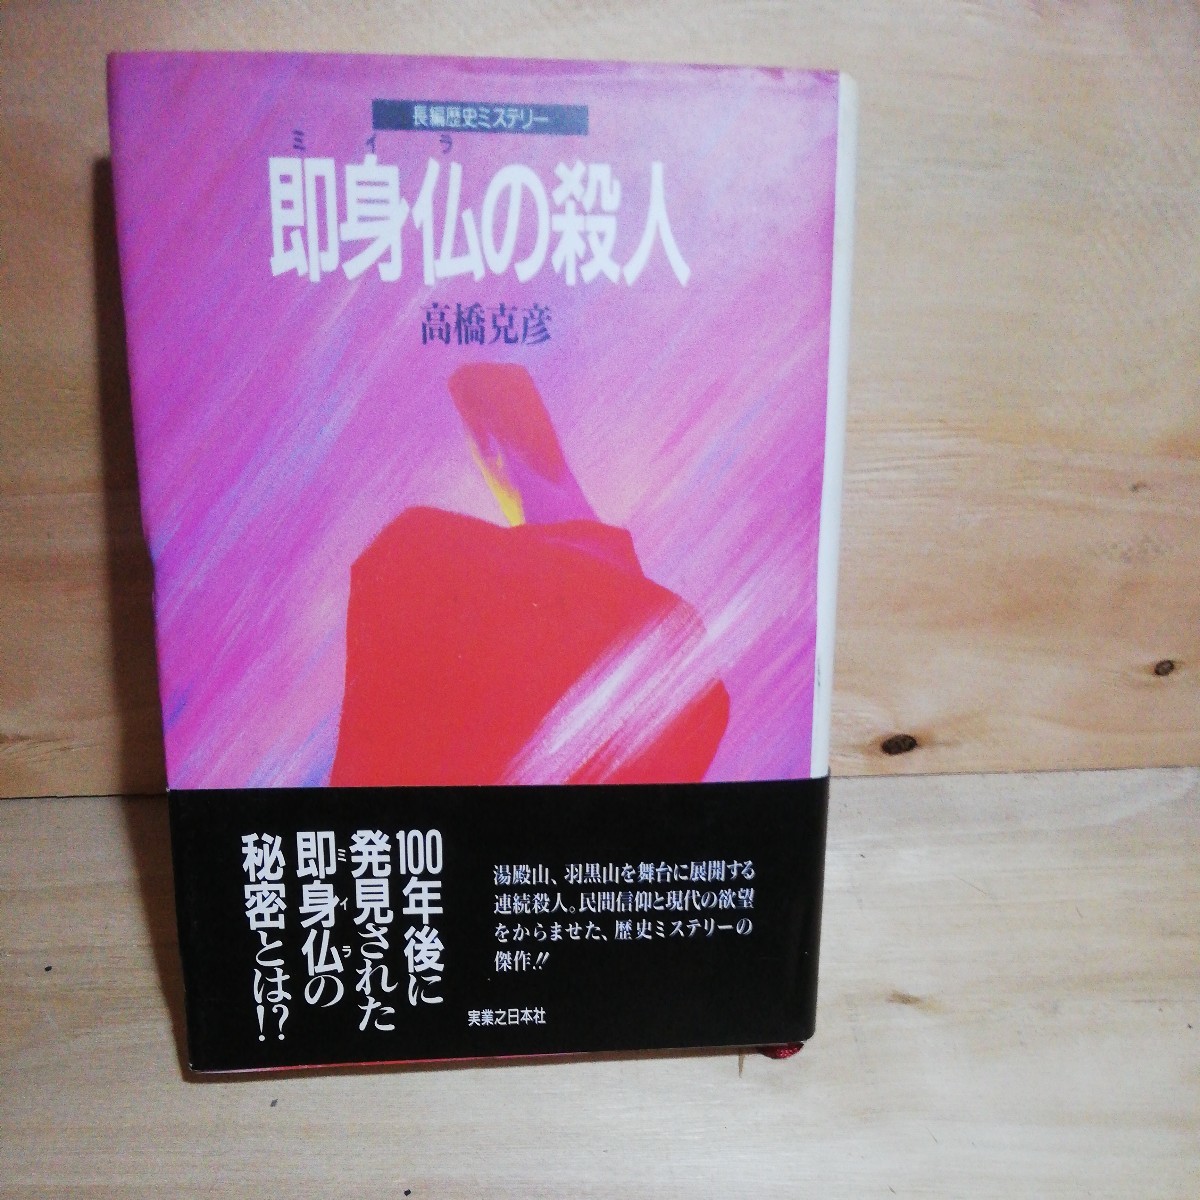 長編歴史ミステリー
ミイラ
即身仏の殺人
高橋克彦
100年後に
発見された
即身仏の
ミイラ
秘密とは!?
湯殿山、羽黒山を舞台に展開する
連続殺人。民間信仰と現代の欲望
をからませた、歴史ミステリーの
傑作!!
実業之日本社